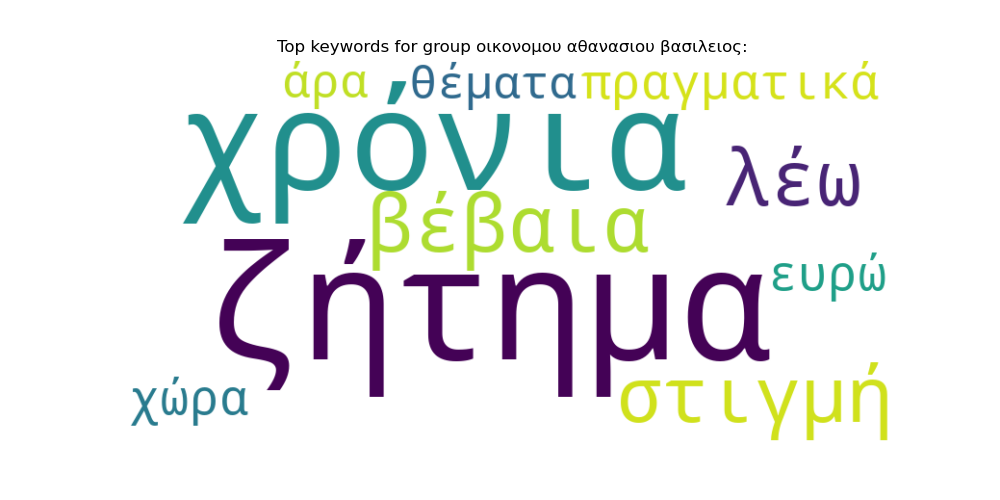 Top keywords for group οικονομου αθανασιου βασιλειος:
άρα θέματα πραγματικά
χρόνια
λέω
βέβαια
ζήτημα
ευρώ
χώρα
στιγμή